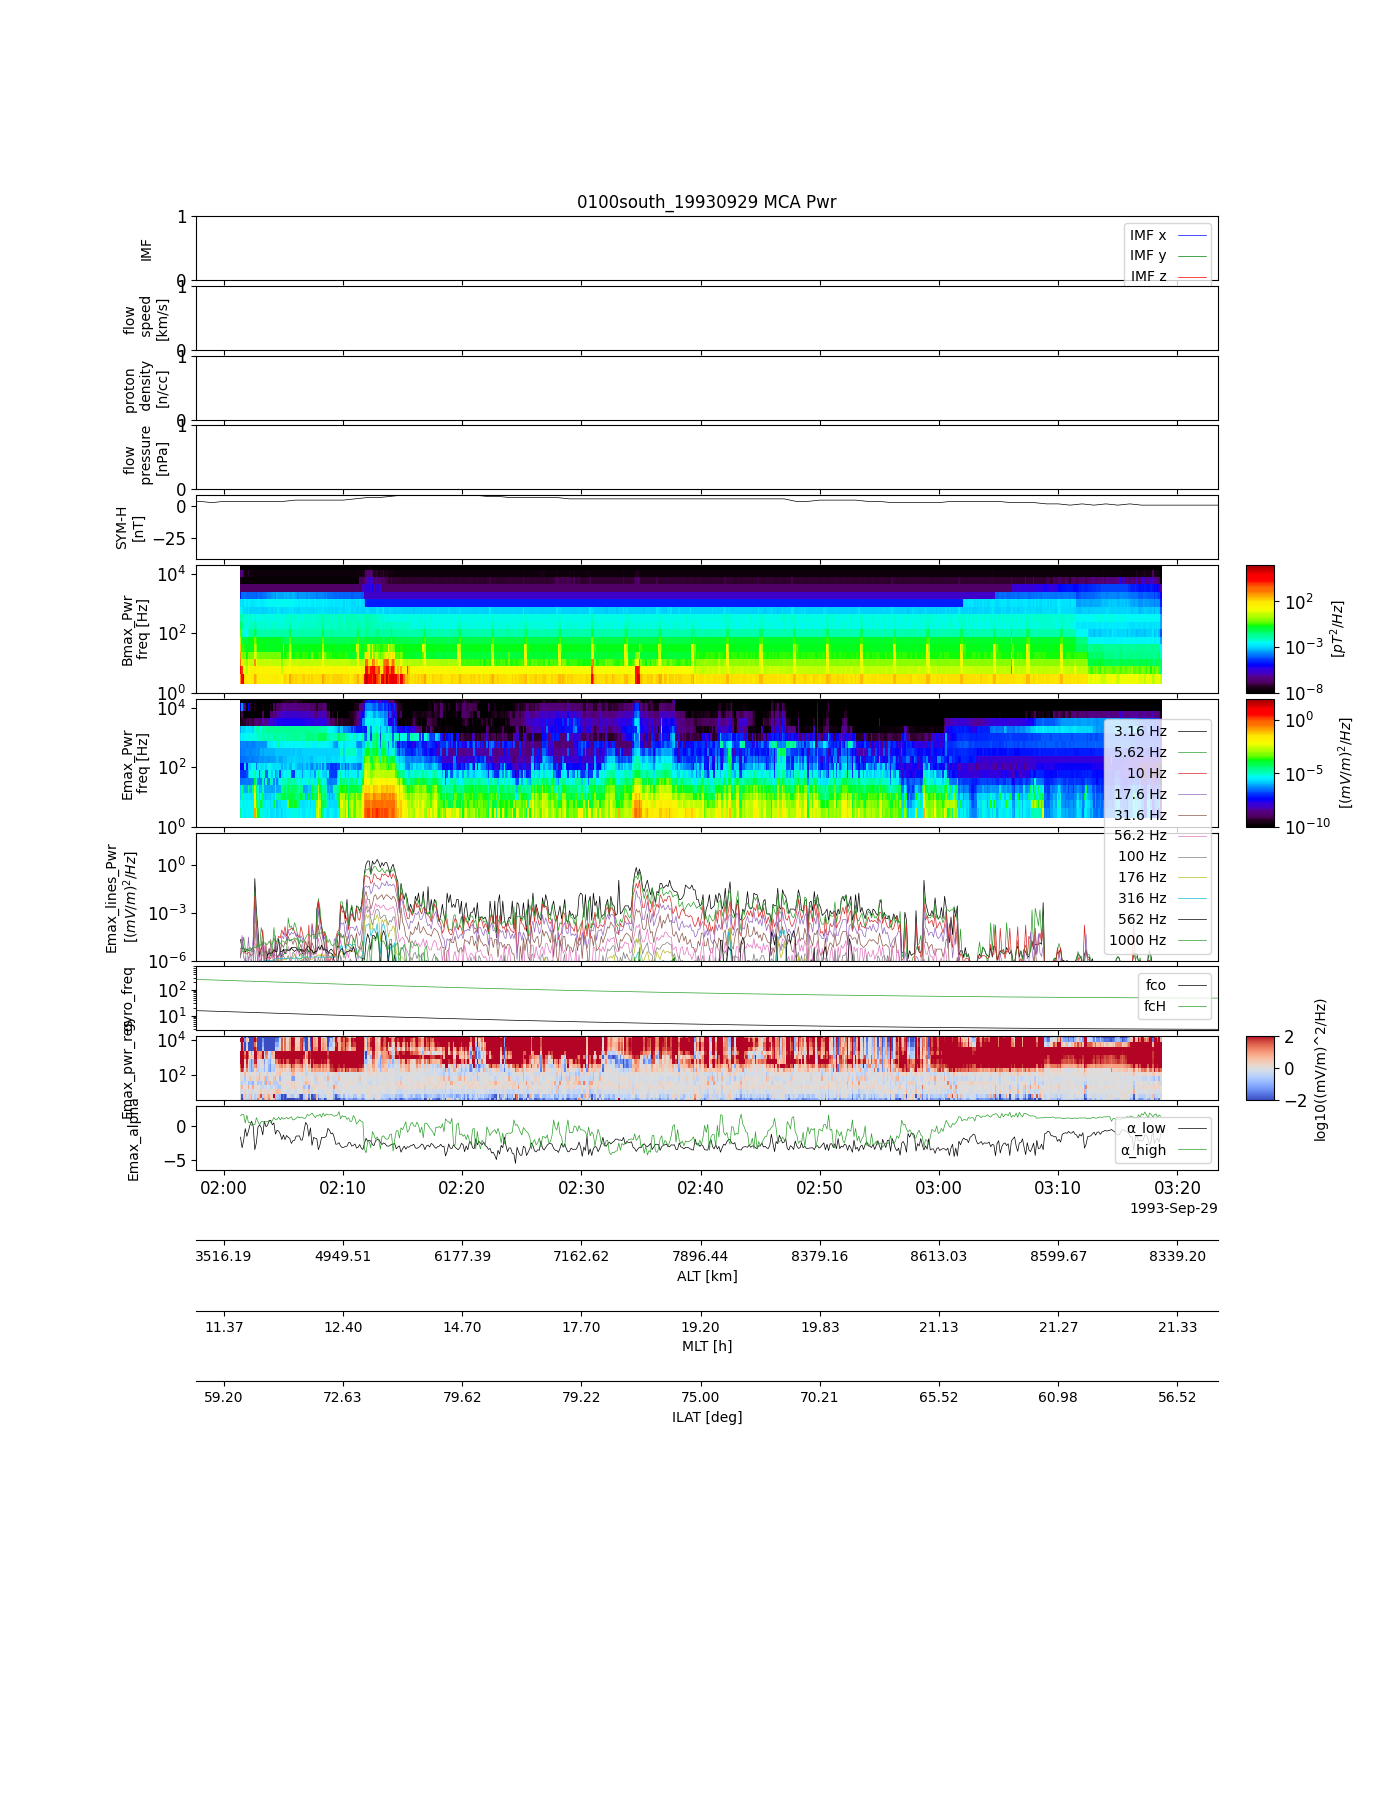 0100south_19930929 MCA Pwr
1
0
IMF
IMF x
IMF y
IMF z
1
0
flow
speed
[km/s]
1
0
proton
density
[n/cc]
1
0
flow
pressure
[nPa]
0
−25
SYM-H
[nT]
10^4
10^2
10^0
Bmax_Pwr
freq [Hz]
10^2
10^−3
10^−8
[pT^2/Hz]
10^4
10^2
10^0
Emax_Pwr
freq [Hz]
10^0
10^−5
10^−10
[(mV/m)^2/Hz]
3.16 Hz
5.62 Hz
10 Hz
17.6 Hz
31.6 Hz
56.2 Hz
100 Hz
176 Hz
316 Hz
562 Hz
1000 Hz
10^0
10^−3
10^−6
Emax_lines_Pwr
[(mV/m)^2/Hz]
10^2
10^1
gyro_freq
fco
fcH
10^4
10^2
Emax_pwr_reg
2
0
−2
log10((mV/m)^2/Hz)
0
−5
Emax_alpha
α_low
α_high
02:00 02:10 02:20 02:30 02:40 02:50 03:00 03:10 03:20
1993-Sep-29
3516.19 4949.51 6177.39 7162.62 7896.44 8379.16 8613.03 8599.67 8339.20
ALT [km]
11.37 12.40 14.70 17.70 19.20 19.83 21.13 21.27 21.33
MLT [h]
59.20 72.63 79.62 79.22 75.00 70.21 65.52 60.98 56.52
ILAT [deg]